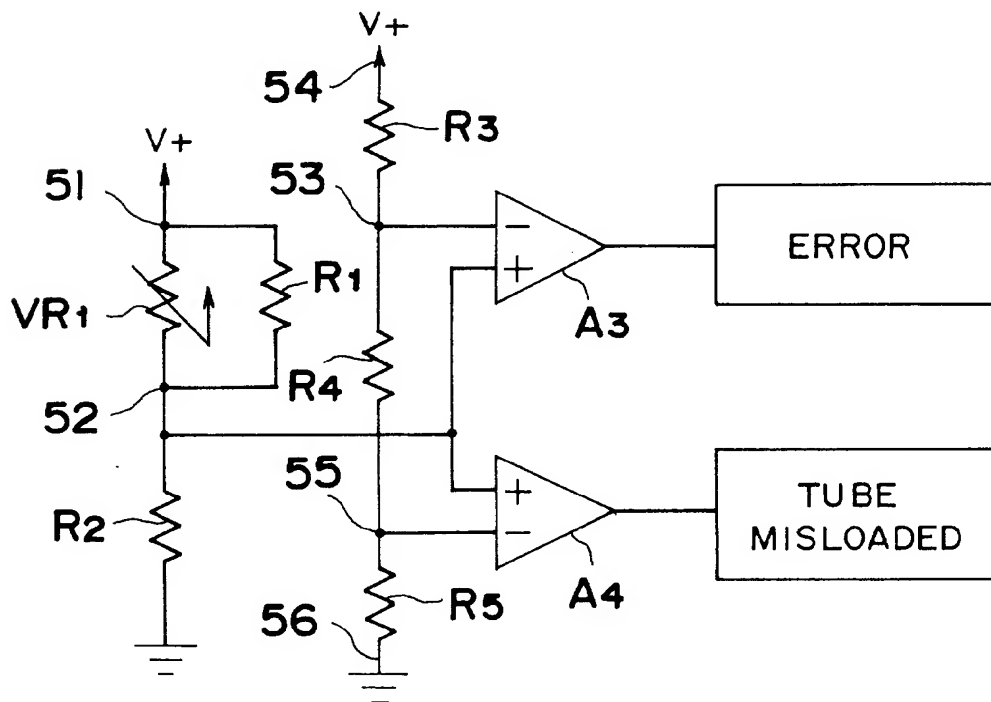 V+
54
R3
V+
51
53
−
+
ERROR
VR1
R1
A3
R4
52
55
+
−
TUBE
MISLOADED
R2
R5
A4
56